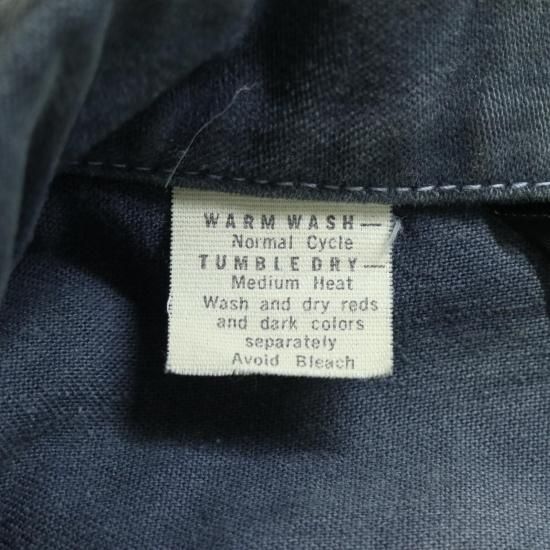 WARM WASH—
Normal Cycle
TUMBLE DRY—
Medium Heat
Wash and dry reds
and dark colors
separately
Avoid Bleach